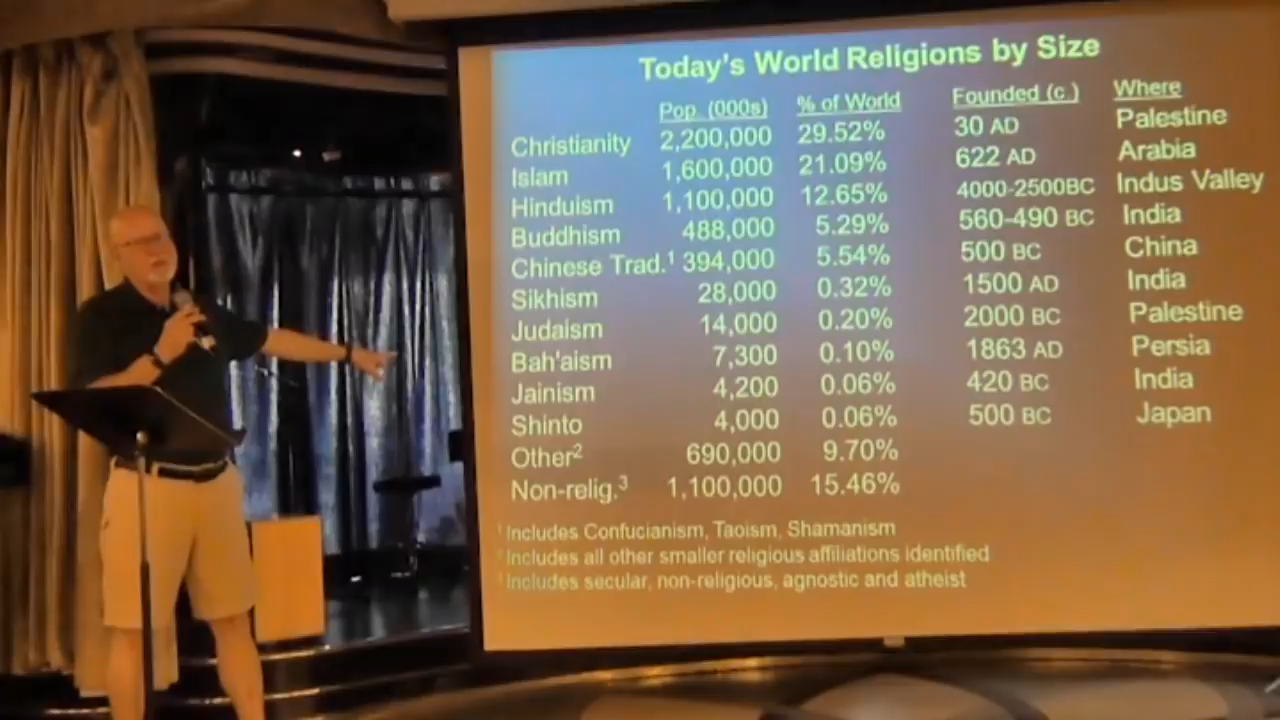 Today's World Religions by Size
Pop. (000s) % of World Founded (c.) Where
Christianity 2,200,000 29.52% 30 AD Palestine
Islam 1,600,000 21.09% 622 AD Arabia
Hinduism 1,100,000 12.65% 4000-2500BC Indus Valley
Buddhism 488,000 5.29% 560-490 BC India
Chinese Trad.¹ 394,000 5.54% 500 BC China
Sikhism 28,000 0.32% 1500 AD India
Judaism 14,000 0.20% 2000 BC Palestine
Bah'aism 7,300 0.10% 1863 AD Persia
Jainism 4,200 0.06% 420 BC India
Shinto 4,000 0.06% 500 BC Japan
Other² 690,000 9.70%
Non-relig.³ 1,100,000 15.46%
¹ Includes Confucianism, Taoism, Shamanism
² Includes all other smaller religious affiliations identified
³ Includes secular, non-religious, agnostic and atheist